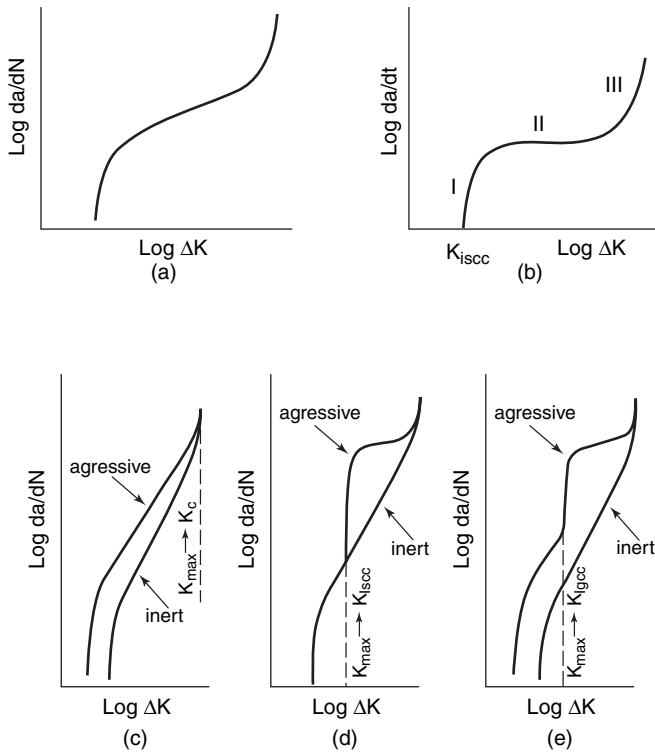 Log da/dN
Log ΔK
(a)
Log da/dt
I
II
III
K_iscc
Log ΔK
(b)
Log da/dN
agressive
inert
K_max → K_c
Log ΔK
(c)
Log da/dN
agressive
inert
K_max → K_Iscc
Log ΔK
(d)
Log da/dN
agressive
inert
K_max → K_Igcc
Log ΔK
(e)